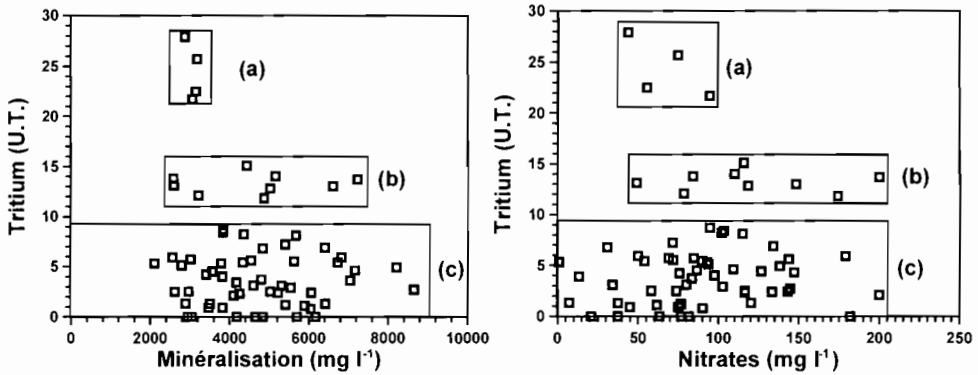 30
25
20
15
10
5
0
Tritium (U.T.)
(a)
(b)
(c)
0 2000 4000 6000 8000 10000
Minéralisation (mg l⁻¹)
30
25
20
15
10
5
0
Tritium (U.T.)
(a)
(b)
(c)
0 50 100 150 200 250
Nitrates (mg l⁻¹)